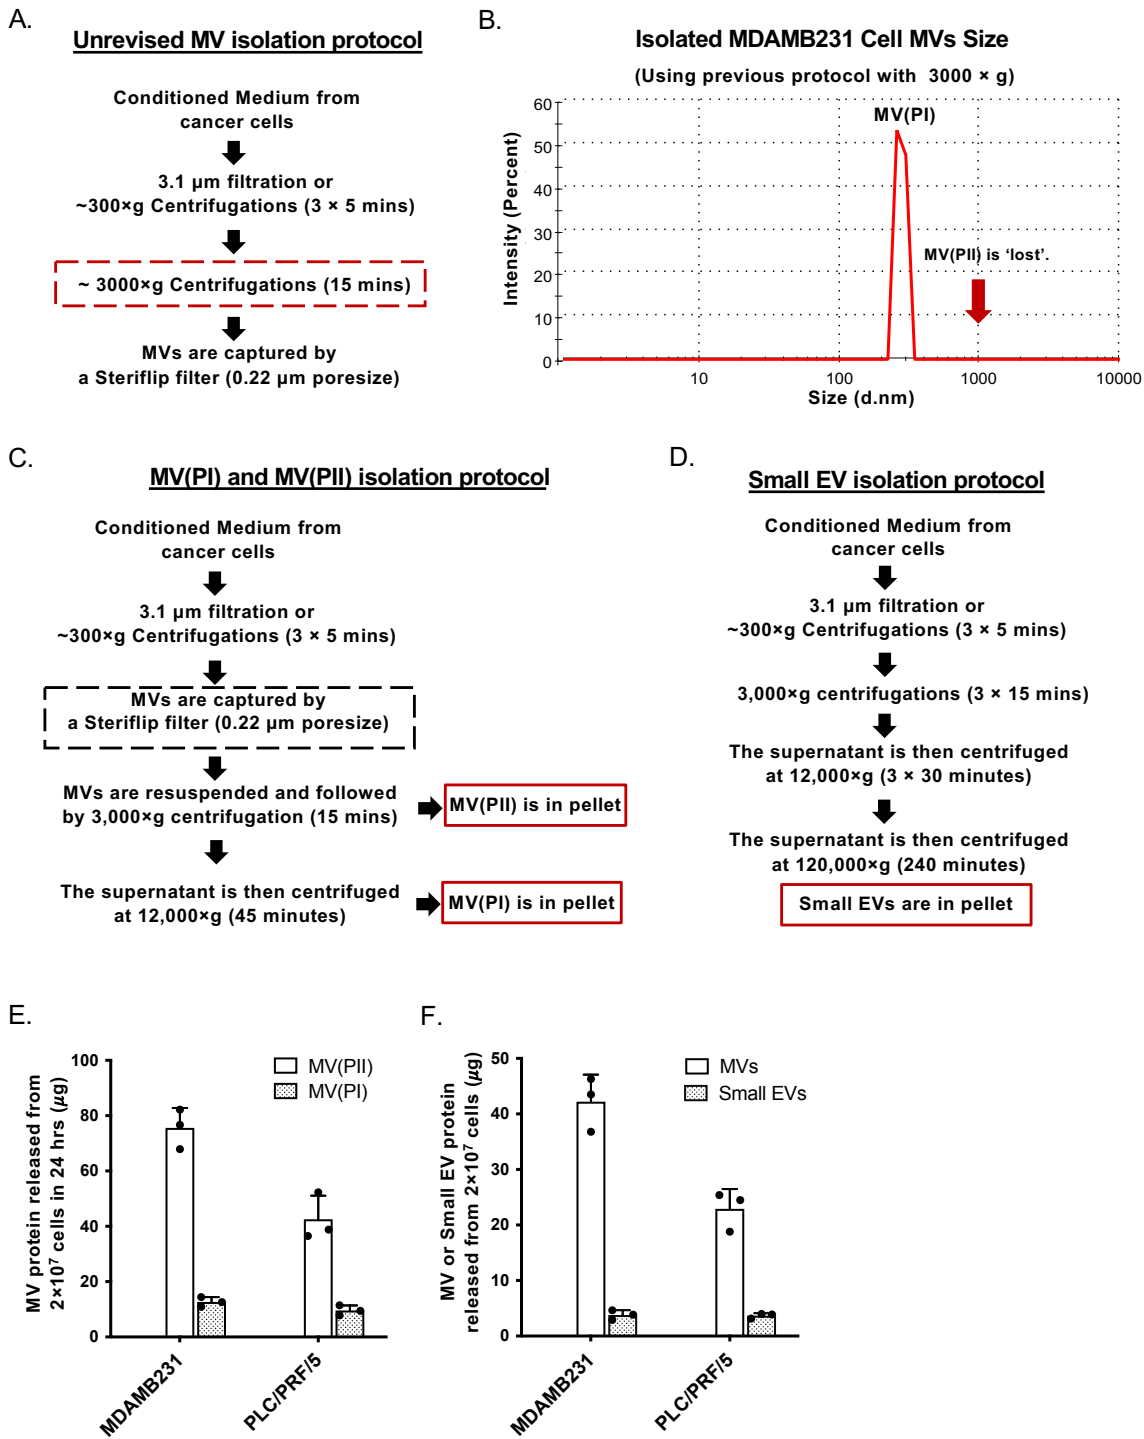 A.
Unrevised MV isolation protocol
Conditioned Medium from
cancer cells
3.1 μm filtration or
~300×g Centrifugations (3 × 5 mins)
~ 3000×g Centrifugations (15 mins)
MVs are captured by
a Steriflip filter (0.22 μm poresize)
B.
Isolated MDAMB231 Cell MVs Size
(Using previous protocol with 3000 × g)
Intensity (Percent)
60
50
40
30
20
10
0
MV(PI)
MV(PII) is ‘lost’.
10
100
1000
10000
Size (d.nm)
C.
MV(PI) and MV(PII) isolation protocol
Conditioned Medium from
cancer cells
3.1 μm filtration or
~300×g Centrifugations (3 × 5 mins)
MVs are captured by
a Steriflip filter (0.22 μm poresize)
MVs are resuspended and followed
by 3,000×g centrifugation (15 mins)
MV(PII) is in pellet
The supernatant is then centrifuged
at 12,000×g (45 minutes)
MV(PI) is in pellet
D.
Small EV isolation protocol
Conditioned Medium from
cancer cells
3.1 μm filtration or
~300×g Centrifugations (3 × 5 mins)
3,000×g centrifugations (3 × 15 mins)
The supernatant is then centrifuged
at 12,000×g (3 × 30 minutes)
The supernatant is then centrifuged
at 120,000×g (240 minutes)
Small EVs are in pellet
E.
MV protein released from
2×10⁷ cells in 24 hrs (μg)
100
80
60
40
20
0
MV(PII)
MV(PI)
MDAMB231
PLC/PRF/5
F.
MV or Small EV protein
released from 2×10⁷ cells (μg)
50
40
30
20
10
0
MVs
Small EVs
MDAMB231
PLC/PRF/5